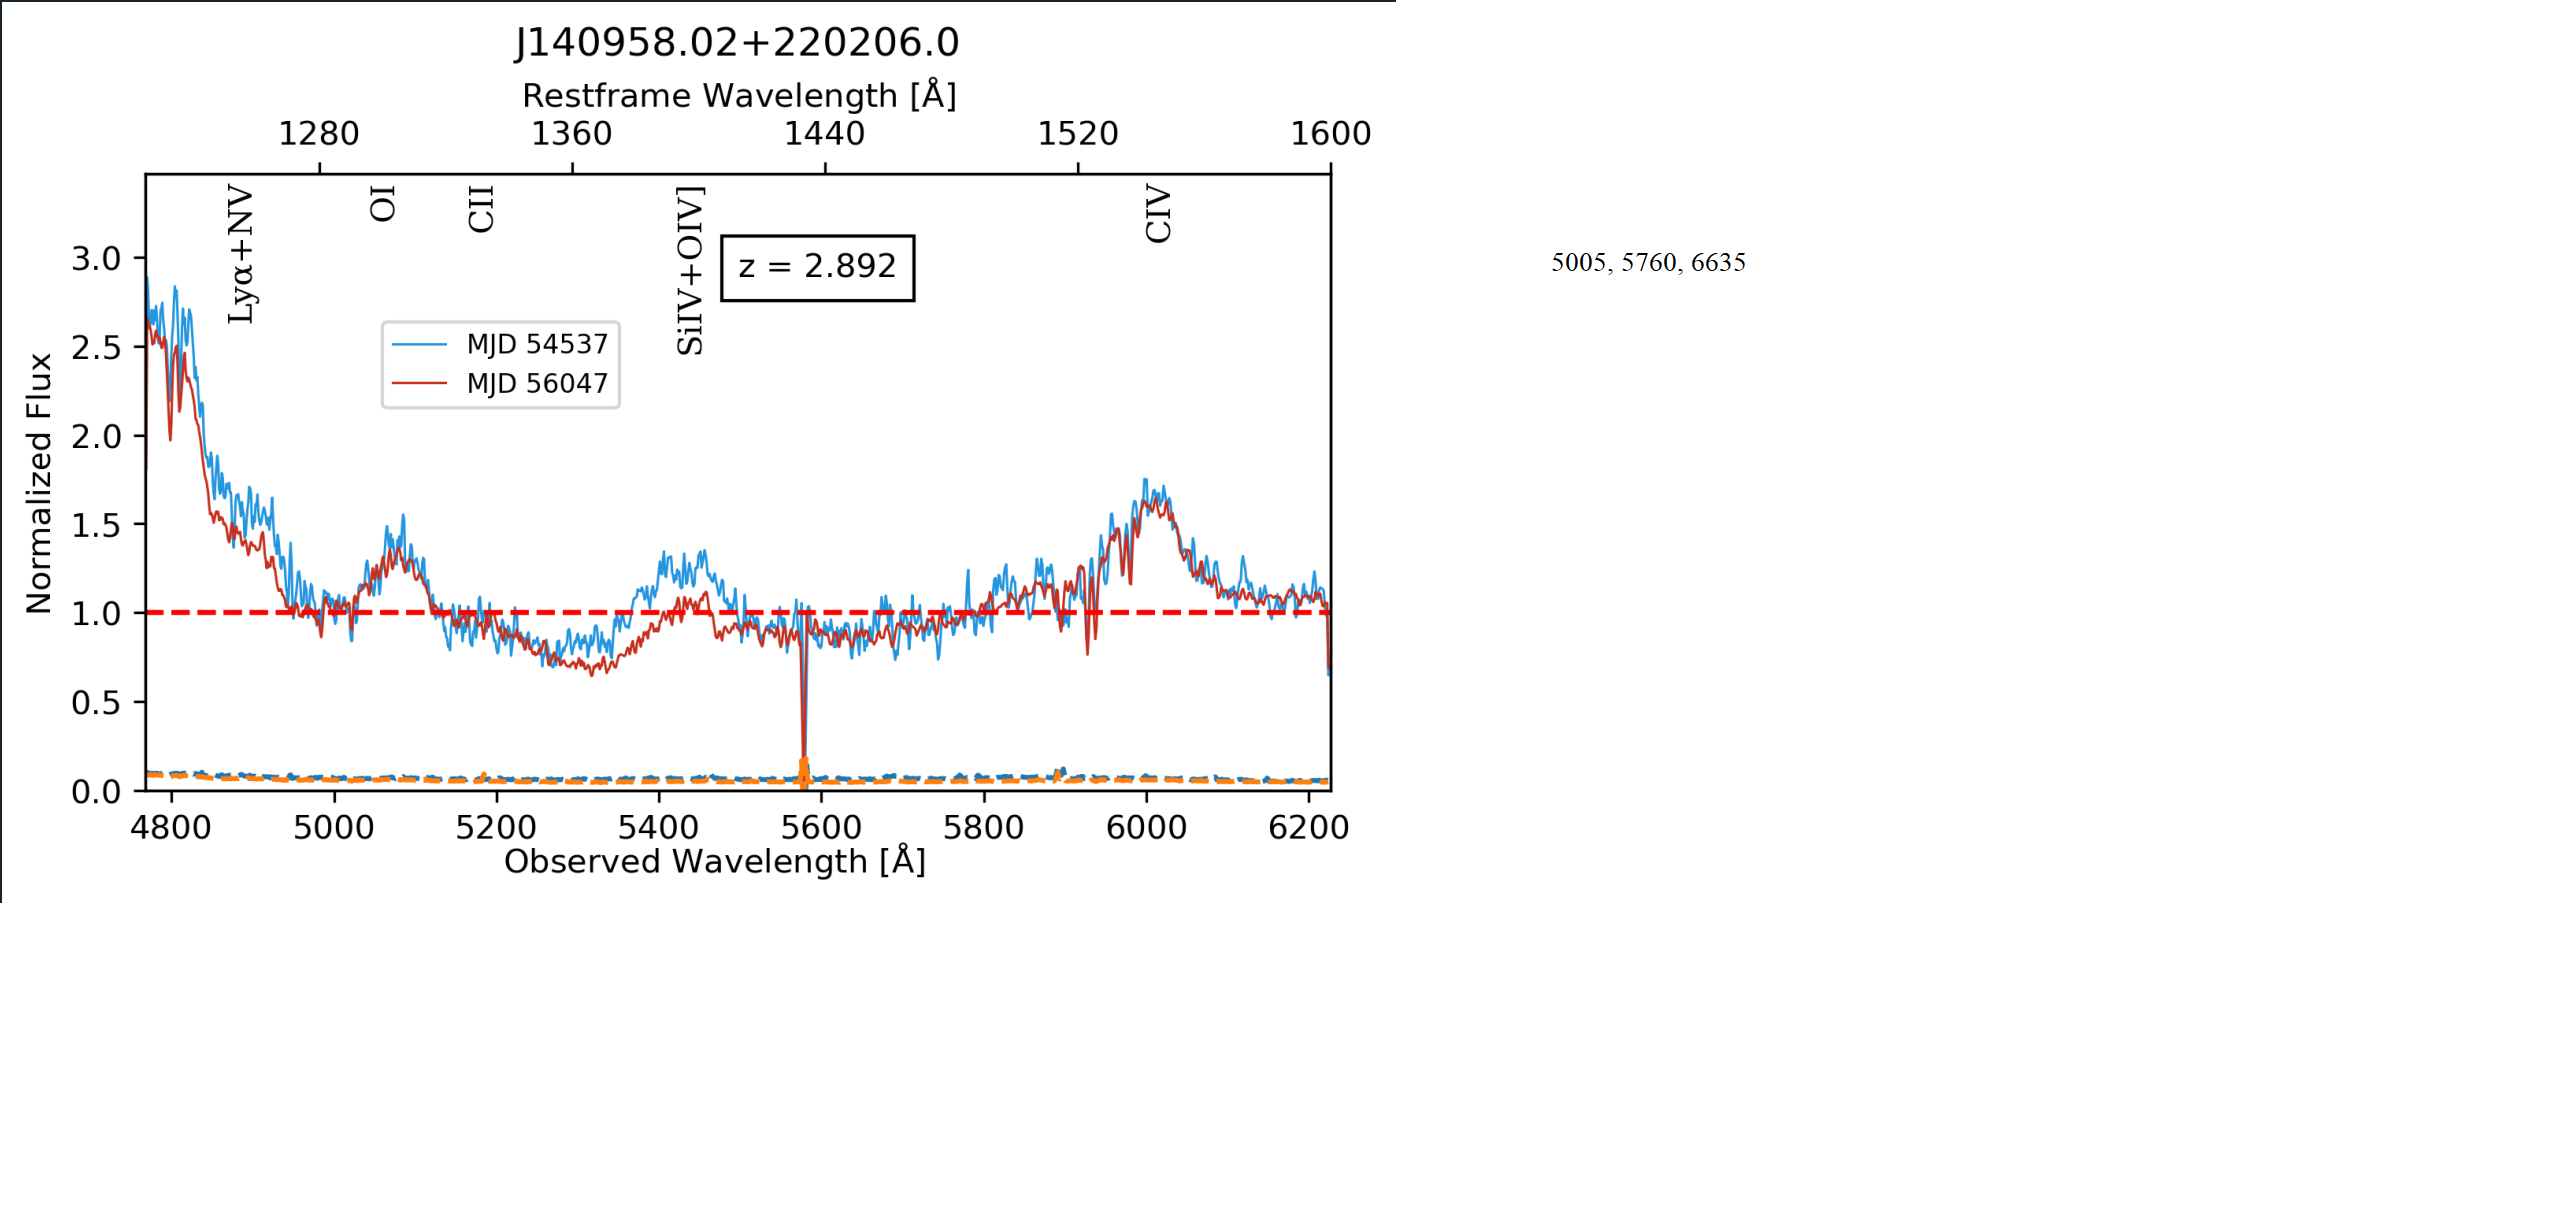 J140958.02+220206.0
Restframe Wavelength [Å]
1280 1360 1440 1520 1600
Lyα+NV OI CII SiIV+OIV] CIV
z = 2.892
MJD 54537
MJD 56047
Normalized Flux
3.0
2.5
2.0
1.5
1.0
0.5
0.0
4800 5000 5200 5400 5600 5800 6000 6200
Observed Wavelength [Å]
5005, 5760, 6635